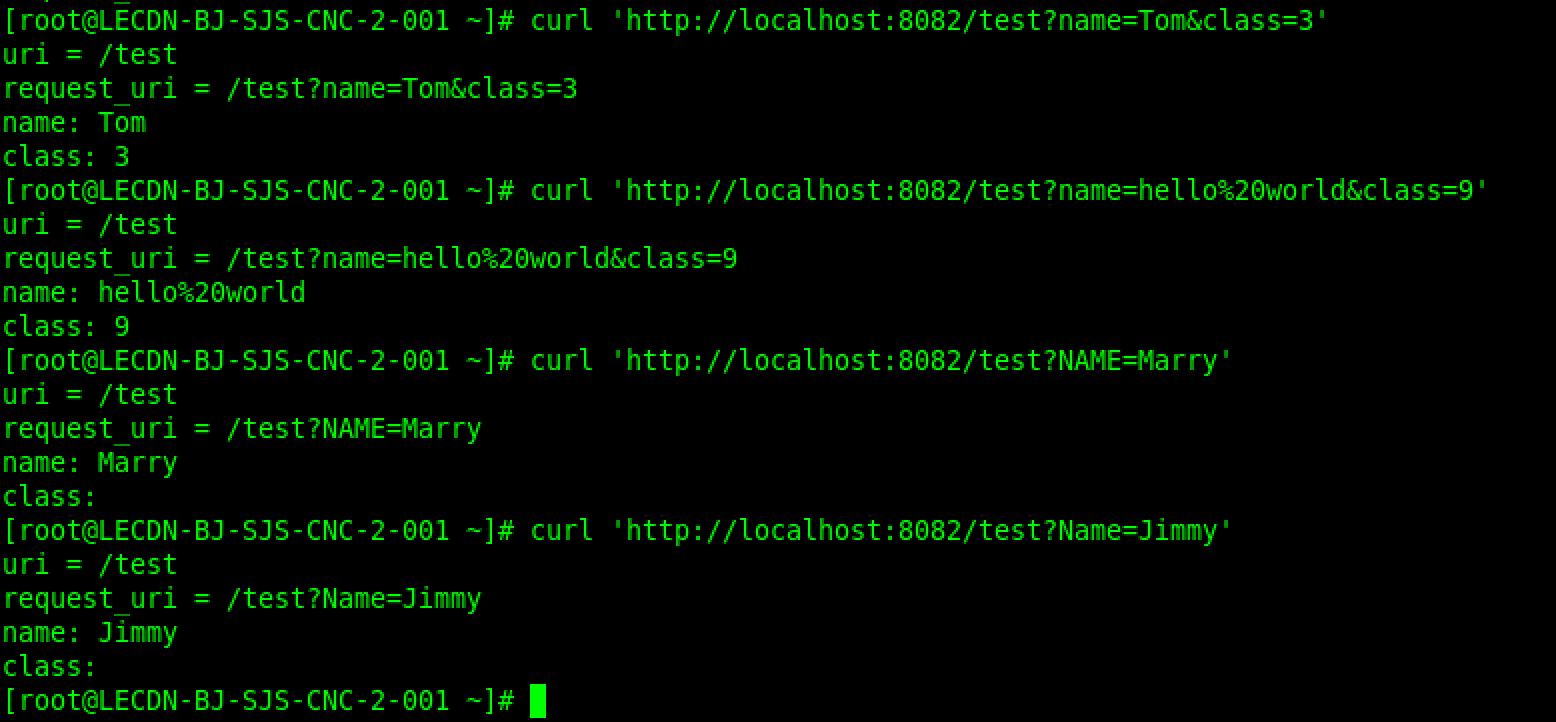 [root@LECDN-BJ-SJS-CNC-2-001 ~]# curl 'http://localhost:8082/test?name=Tom&class=3'
uri = /test
request_uri = /test?name=Tom&class=3
name: Tom
class: 3
[root@LECDN-BJ-SJS-CNC-2-001 ~]# curl 'http://localhost:8082/test?name=hello%20world&class=9'
uri = /test
request_uri = /test?name=hello%20world&class=9
name: hello%20world
class: 9
[root@LECDN-BJ-SJS-CNC-2-001 ~]# curl 'http://localhost:8082/test?NAME=Marry'
uri = /test
request_uri = /test?NAME=Marry
name: Marry
class:
[root@LECDN-BJ-SJS-CNC-2-001 ~]# curl 'http://localhost:8082/test?Name=Jimmy'
uri = /test
request_uri = /test?Name=Jimmy
name: Jimmy
class:
[root@LECDN-BJ-SJS-CNC-2-001 ~]#